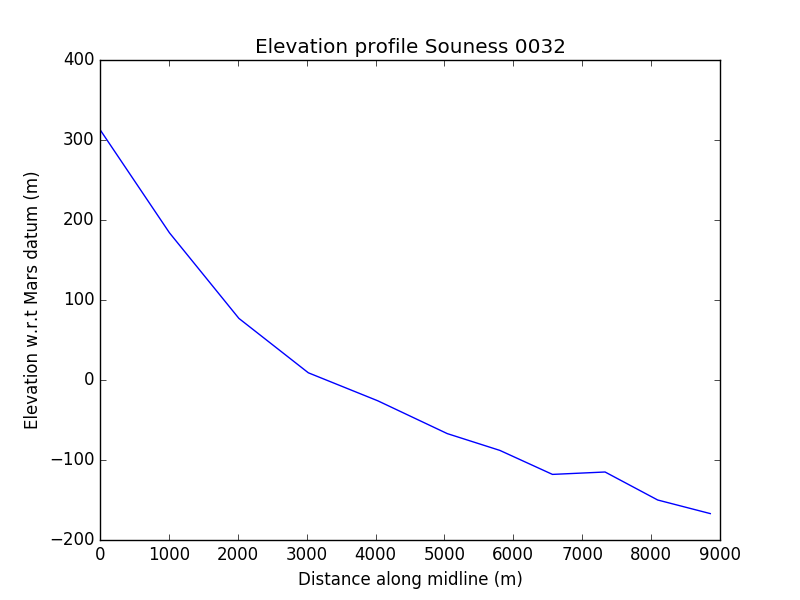 Elevation profile Souness 0032
400
300
200
100
0
−100
−200
Elevation w.r.t Mars datum (m)
0 1000 2000 3000 4000 5000 6000 7000 8000 9000
Distance along midline (m)